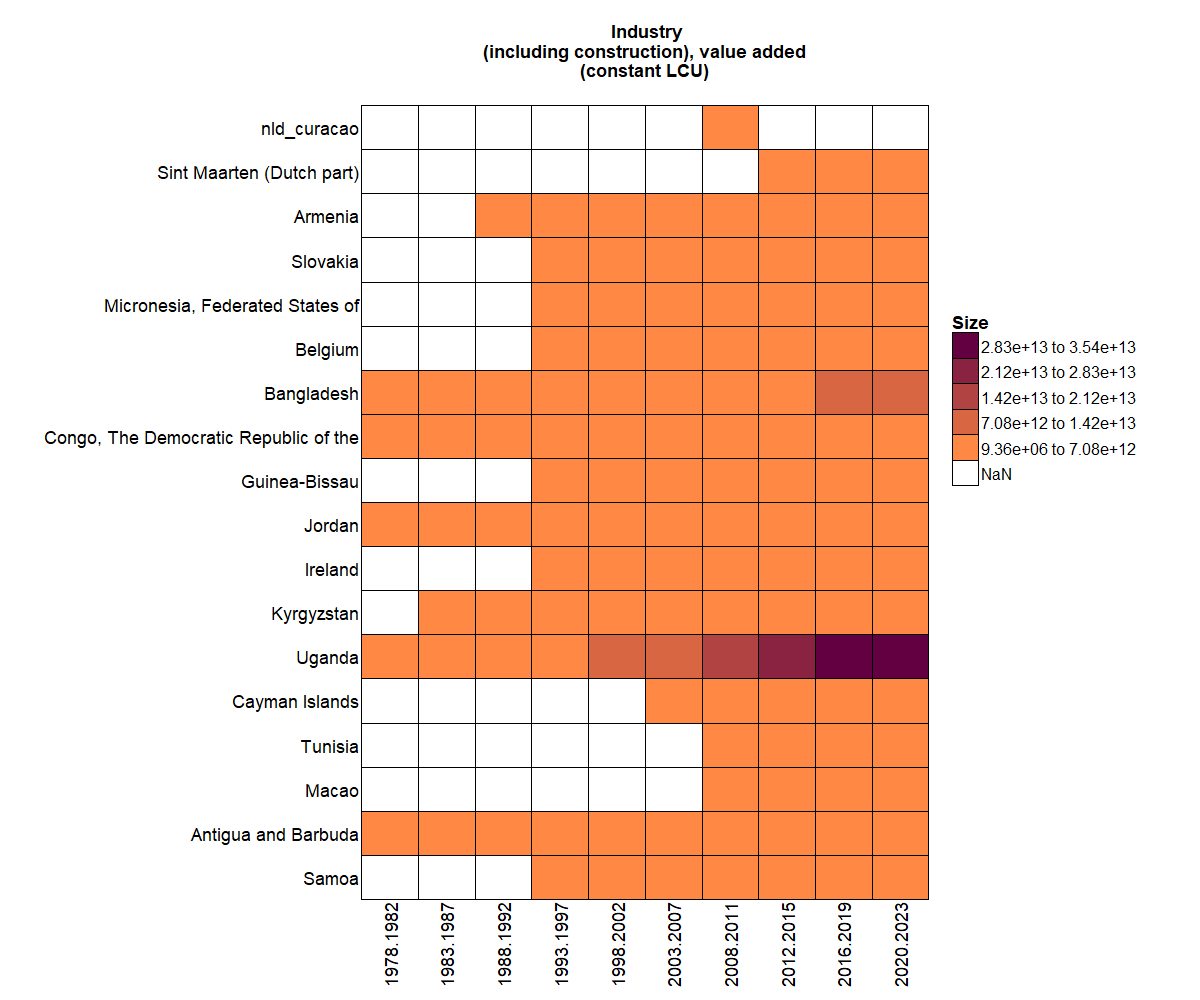 Industry
(including construction), value added
(constant LCU)
nld_curacao
Sint Maarten (Dutch part)
Armenia
Slovakia
Micronesia, Federated States of
Belgium
Bangladesh
Congo, The Democratic Republic of the
Guinea-Bissau
Jordan
Ireland
Kyrgyzstan
Uganda
Cayman Islands
Tunisia
Macao
Antigua and Barbuda
Samoa
1978.1982
1983.1987
1988.1992
1993.1997
1998.2002
2003.2007
2008.2011
2012.2015
2016.2019
2020.2023
Size
2.83e+13 to 3.54e+13
2.12e+13 to 2.83e+13
1.42e+13 to 2.12e+13
7.08e+12 to 1.42e+13
9.36e+06 to 7.08e+12
NaN